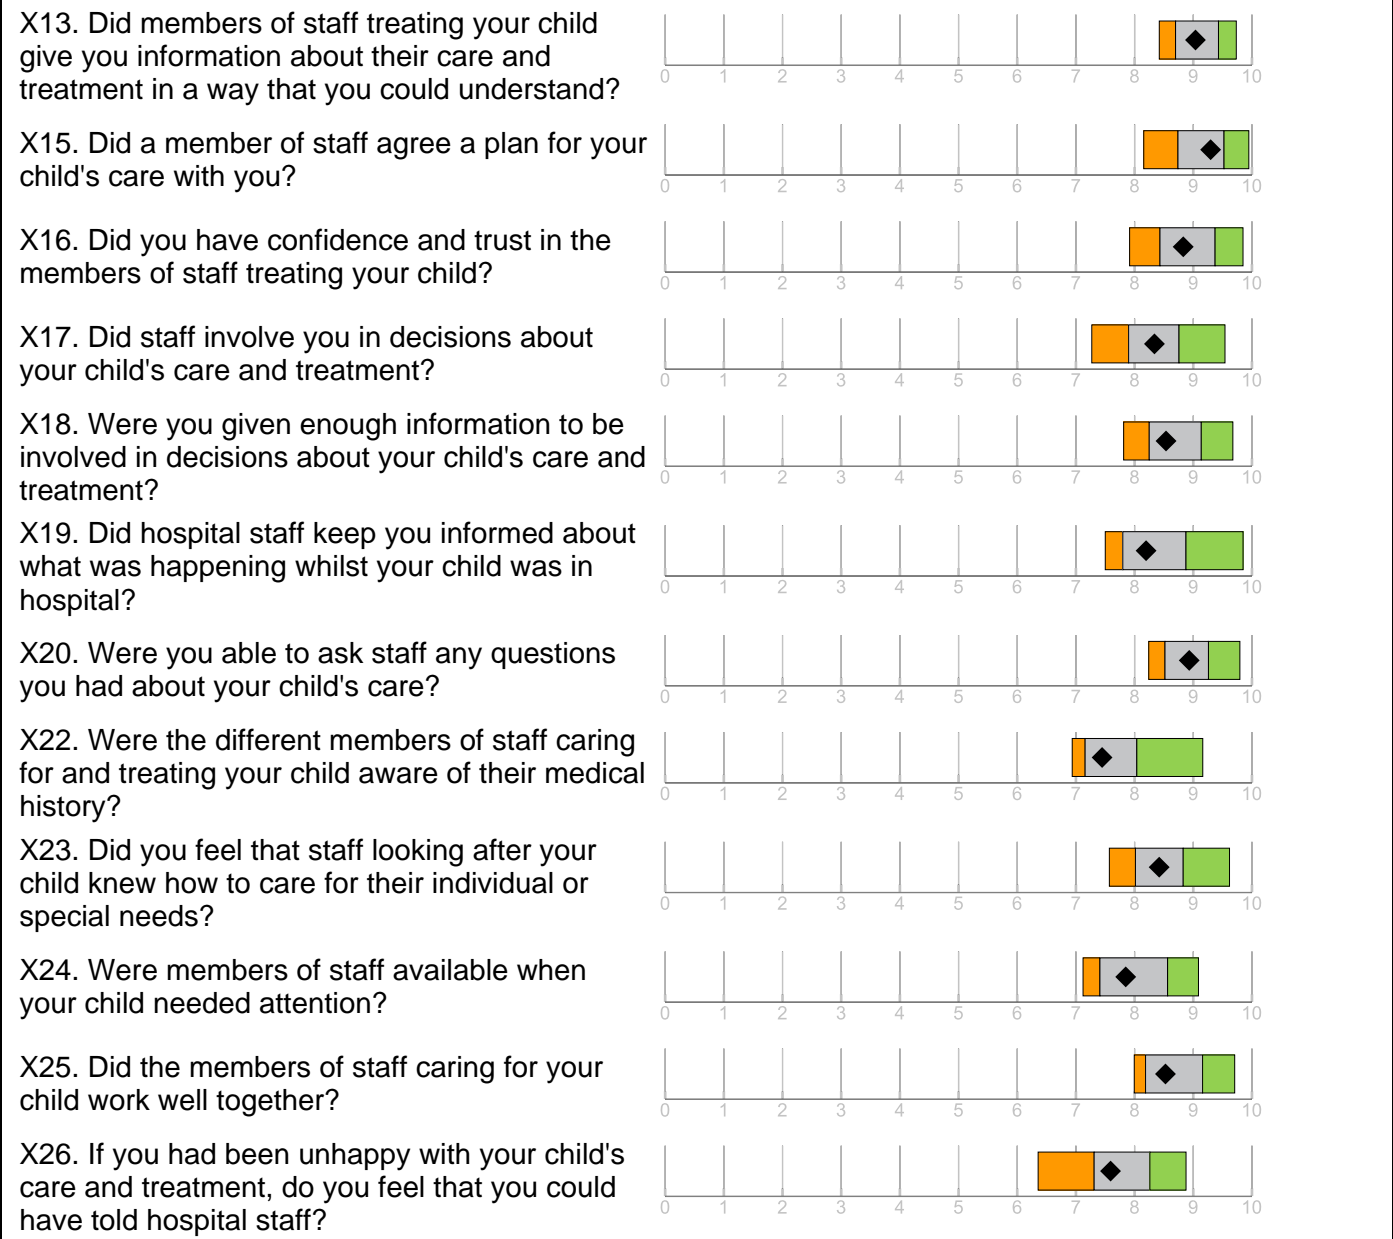 X13. Did members of staff treating your child
give you information about their care and
treatment in a way that you could understand?
0 1 2 3 4 5 6 7 8 9 10
X15. Did a member of staff agree a plan for your
child's care with you?
0 1 2 3 4 5 6 7 8 9 10
X16. Did you have confidence and trust in the
members of staff treating your child?
0 1 2 3 4 5 6 7 8 9 10
X17. Did staff involve you in decisions about
your child's care and treatment?
0 1 2 3 4 5 6 7 8 9 10
X18. Were you given enough information to be
involved in decisions about your child's care and
treatment?
0 1 2 3 4 5 6 7 8 9 10
X19. Did hospital staff keep you informed about
what was happening whilst your child was in
hospital?
0 1 2 3 4 5 6 7 8 9 10
X20. Were you able to ask staff any questions
you had about your child's care?
0 1 2 3 4 5 6 7 8 9 10
X22. Were the different members of staff caring
for and treating your child aware of their medical
history?
0 1 2 3 4 5 6 7 8 9 10
X23. Did you feel that staff looking after your
child knew how to care for their individual or
special needs?
0 1 2 3 4 5 6 7 8 9 10
X24. Were members of staff available when
your child needed attention?
0 1 2 3 4 5 6 7 8 9 10
X25. Did the members of staff caring for your
child work well together?
0 1 2 3 4 5 6 7 8 9 10
X26. If you had been unhappy with your child's
care and treatment, do you feel that you could
have told hospital staff?
0 1 2 3 4 5 6 7 8 9 10